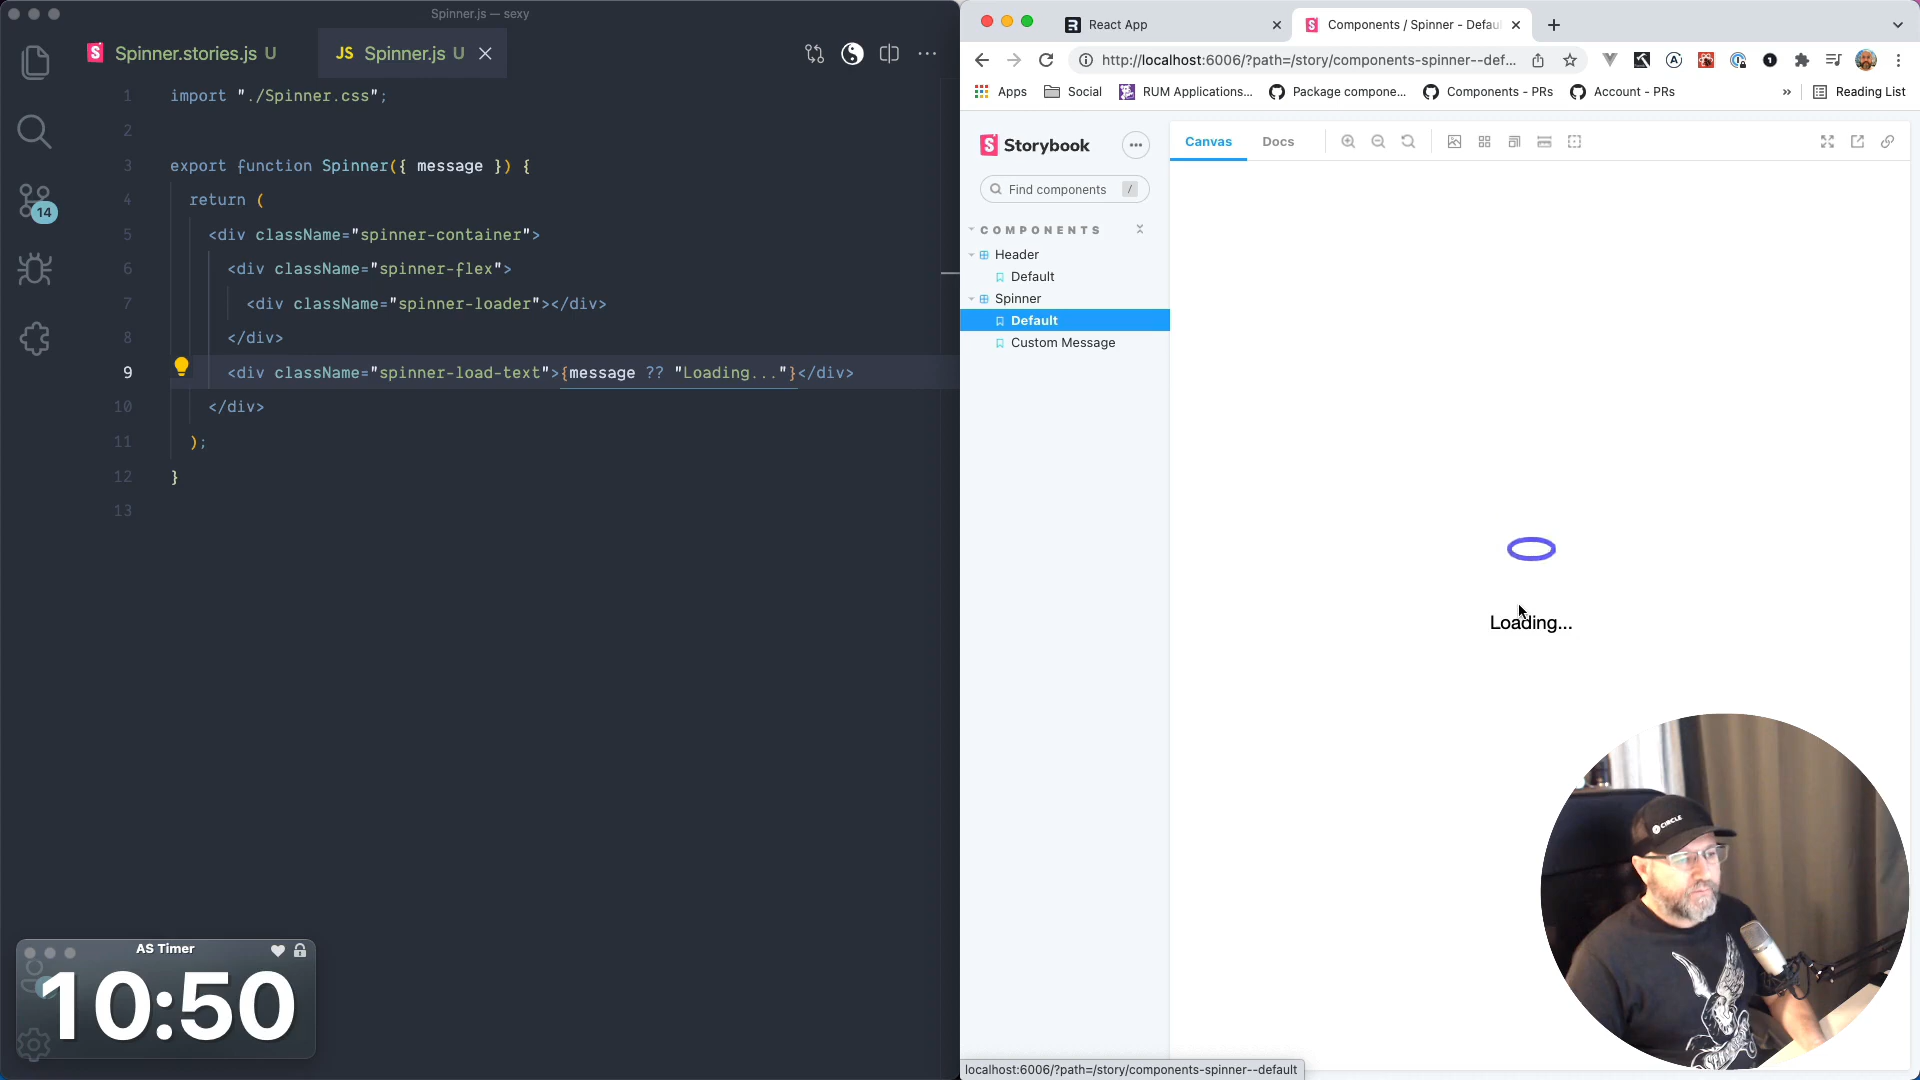 Spinner.js — sexy
Spinner.stories.js U
JS Spinner.js U
1 import "./Spinner.css";
2
3 export function Spinner({ message }) {
4 return (
5 <div className="spinner-container">
6 <div className="spinner-flex">
7 <div className="spinner-loader"></div>
8 </div>
9 <div className="spinner-load-text">{message ?? "Loading..."}</div>
10 </div>
11 );
12 }
13
14
AS Timer
10:50
React App
Components / Spinner - Defau
http://localhost:6006/?path=/story/components-spinner--def...
Apps Social RUM Applications... Package compone... Components - PRs Account - PRs » Reading List
Storybook
Canvas Docs
Find components /
COMPONENTS
Header
Default
Spinner
Default
Custom Message
Loading...
CIRCLE
localhost:6006/?path=/story/components-spinner--default